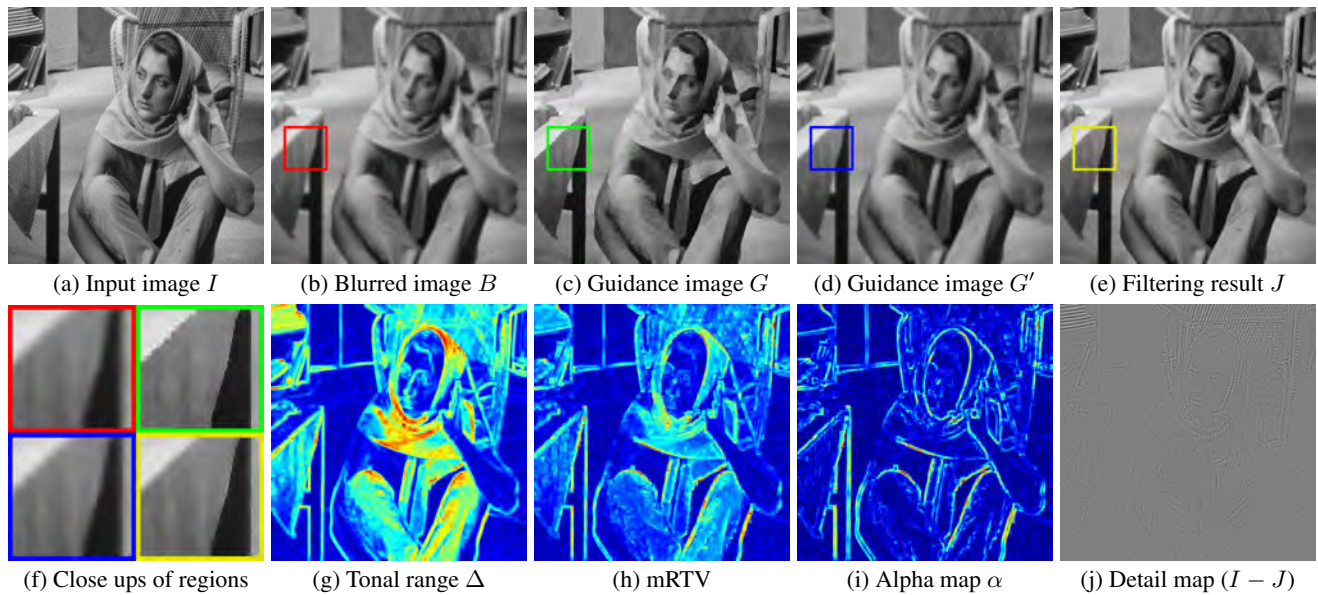 (a) Input image I
(b) Blurred image B
(c) Guidance image G
(d) Guidance image G′
(e) Filtering result J
(f) Close ups of regions
(g) Tonal range Δ
(h) mRTV
(i) Alpha map α
(j) Detail map (I − J)